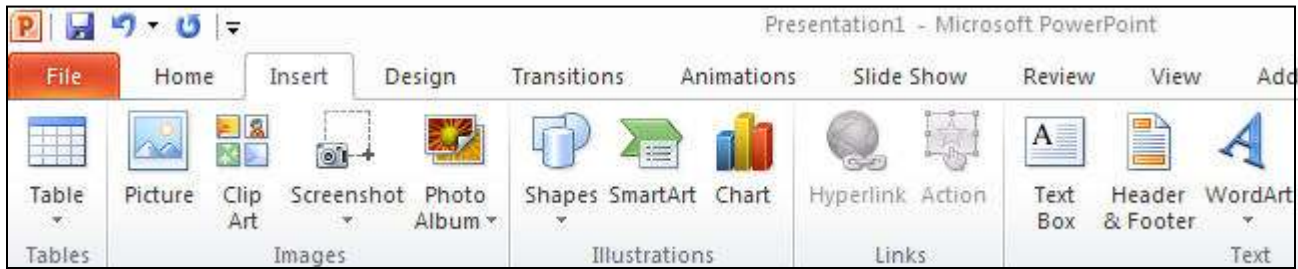 Presentation1 - Microsoft PowerPoint
File Home Insert Design Transitions Animations Slide Show Review View Add
Table Picture Clip Art Screenshot Photo Album Shapes SmartArt Chart Hyperlink Action Text Box Header & Footer WordArt
Tables Images Illustrations Links Text